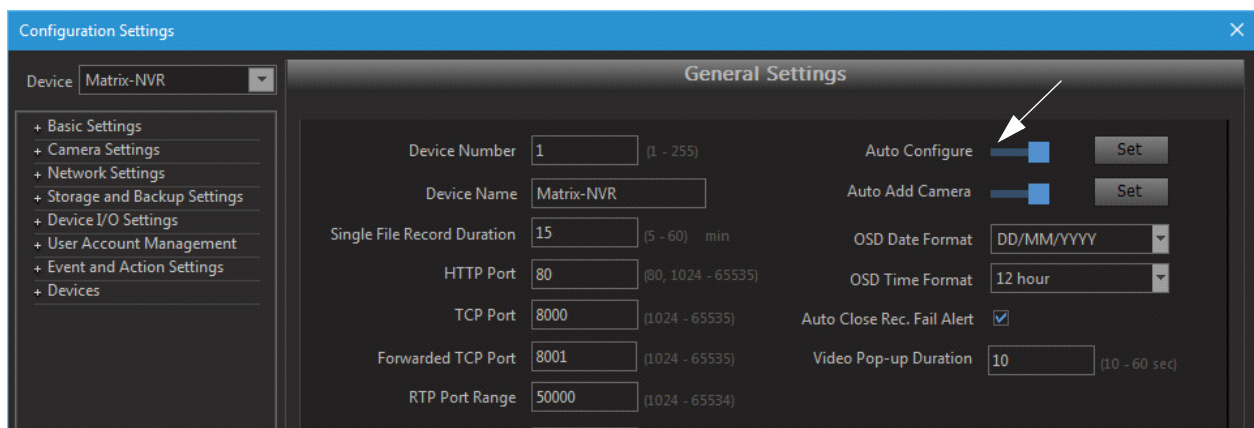 Configuration Settings
Device Matrix-NVR
+ Basic Settings
+ Camera Settings
+ Network Settings
+ Storage and Backup Settings
+ Device I/O Settings
+ User Account Management
+ Event and Action Settings
+ Devices
General Settings
Device Number 1 (1 - 255)
Device Name Matrix-NVR
Single File Record Duration 15 (5 - 60) min
HTTP Port 80 (80, 1024 - 65535)
TCP Port 8000 (1024 - 65535)
Forwarded TCP Port 8001 (1024 - 65535)
RTP Port Range 50000 (1024 - 65534)
Auto Configure Set
Auto Add Camera Set
OSD Date Format DD/MM/YYYY
OSD Time Format 12 hour
Auto Close Rec. Fail Alert
Video Pop-up Duration 10 (10 - 60 sec)